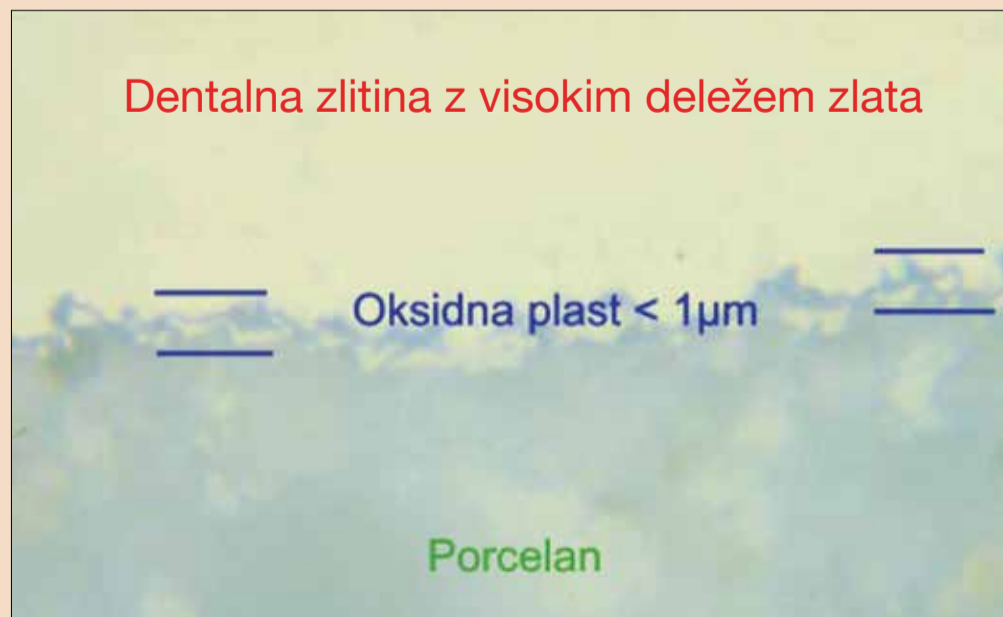 Dentalna zlitina z visokim deležem zlata
Oksidna plast < 1µm
Porcelan